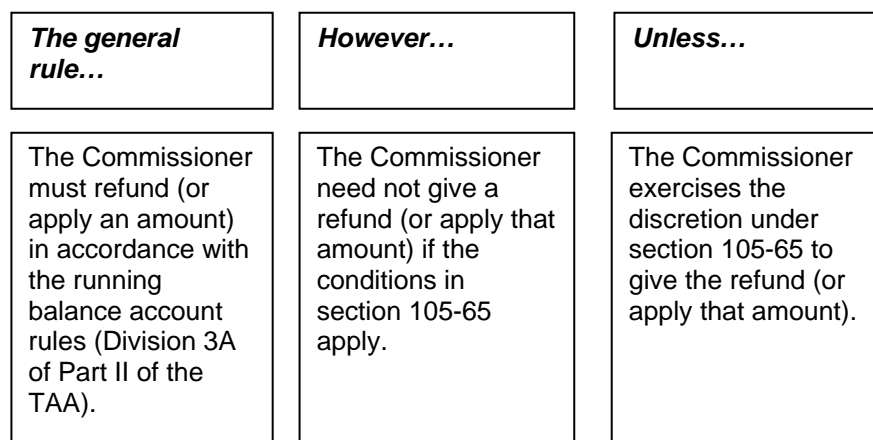 The general
rule…
However…
Unless…
The Commissioner
must refund (or
apply an amount)
in accordance with
the running
balance account
rules (Division 3A
of Part II of the
TAA).
The Commissioner
need not give a
refund (or apply that
amount) if the
conditions in
section 105-65
apply.
The Commissioner
exercises the
discretion under
section 105-65 to
give the refund (or
apply that amount).